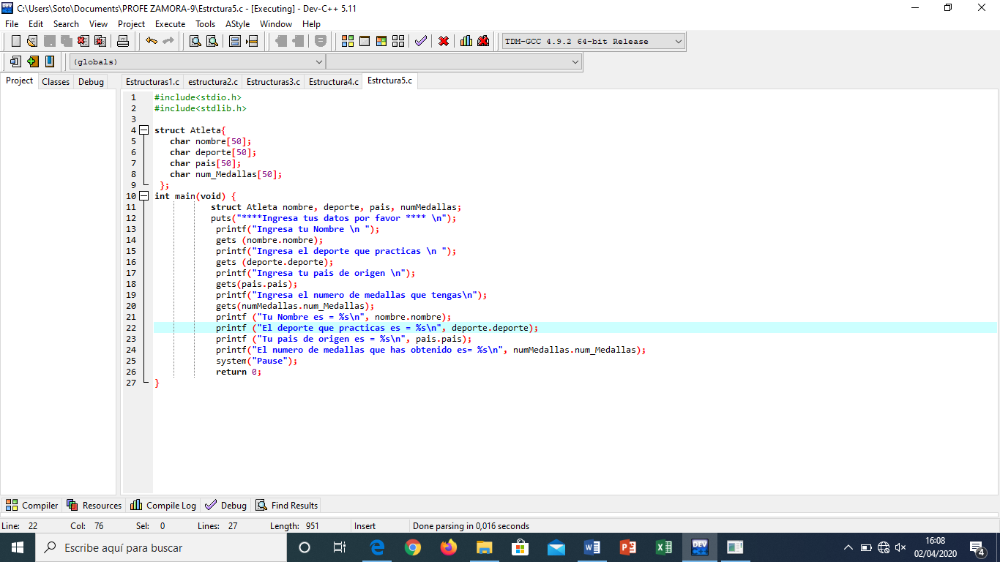 C:\Users\Soto\Documents\PROFE ZAMORA-9\Estrctura5.c - [Executing] - Dev-C++ 5.11
File Edit Search View Project Execute Tools AStyle Window Help
TDM-GCC 4.9.2 64-bit Release
(globals)
Project Classes Debug
Estructuras1.c estructura2.c Estructuras3.c Estructura4.c Estrctura5.c
1 #include<stdio.h>
2 #include<stdlib.h>
3
4 struct Atleta{
5 char nombre[50];
6 char deporte[50];
7 char pais[50];
8 char num_Medallas[50];
9 };
10 int main(void) {
11 struct Atleta nombre, deporte, pais, numMedallas;
12 puts("****Ingresa tus datos por favor **** \n");
13 printf("Ingresa tu Nombre \n ");
14 gets (nombre.nombre);
15 printf("Ingresa el deporte que practicas \n ");
16 gets (deporte.deporte);
17 printf("Ingresa tu pais de origen \n");
18 gets(pais.pais);
19 printf("Ingresa el numero de medallas que tengas\n");
20 gets(numMedallas.num_Medallas);
21 printf ("Tu Nombre es = %s\n", nombre.nombre);
22 printf ("El deporte que practicas es = %s\n", deporte.deporte);
23 printf ("Tu pais de origen es = %s\n", pais.pais);
24 printf("El numero de medallas que has obtenido es= %s\n", numMedallas.num_Medallas);
25 system("Pause");
26 return 0;
27 }
Compiler Resources Compile Log Debug Find Results
Line: 22 Col: 76 Sel: 0 Lines: 27 Length: 951 Insert Done parsing in 0,016 seconds
Escribe aquí para buscar
DEV
16:08
02/04/2020
4